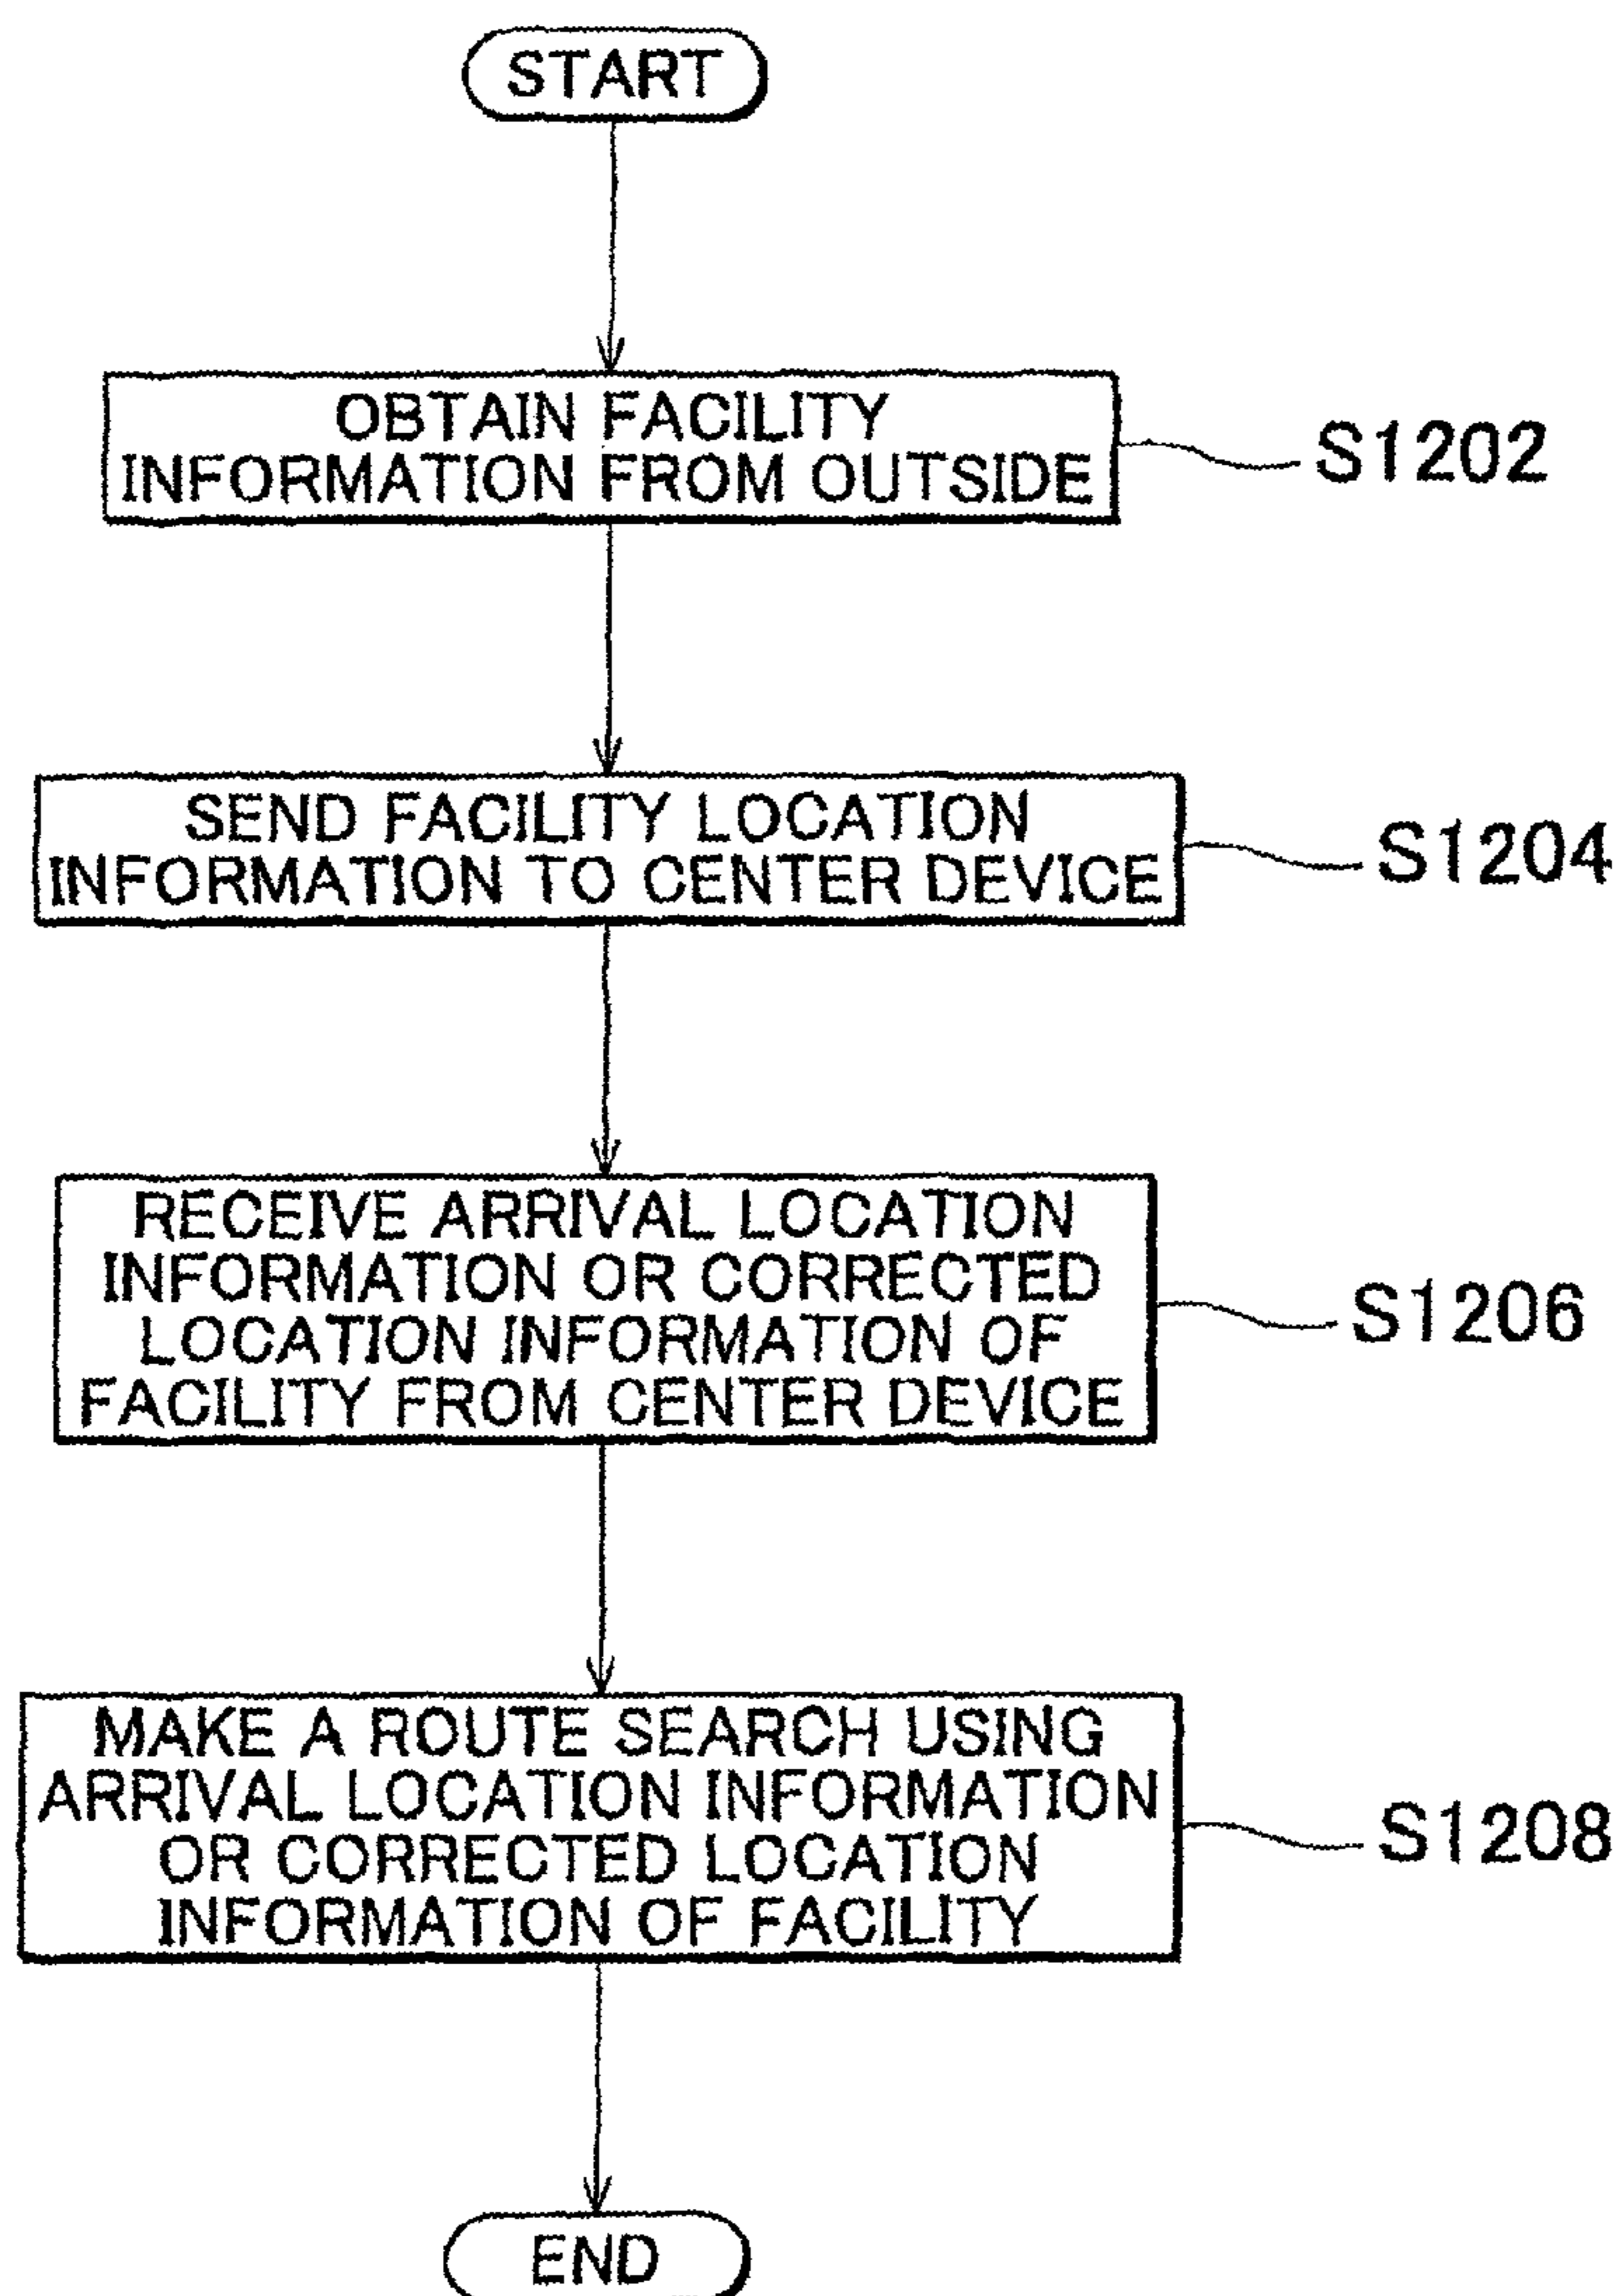 START
OBTAIN FACILITY
INFORMATION FROM OUTSIDE
S1202
SEND FACILITY LOCATION
INFORMATION TO CENTER DEVICE
S1204
RECEIVE ARRIVAL LOCATION
INFORMATION OR CORRECTED
LOCATION INFORMATION OF
FACILITY FROM CENTER DEVICE
S1206
MAKE A ROUTE SEARCH USING
ARRIVAL LOCATION INFORMATION
OR CORRECTED LOCATION
INFORMATION OF FACILITY
S1208
END